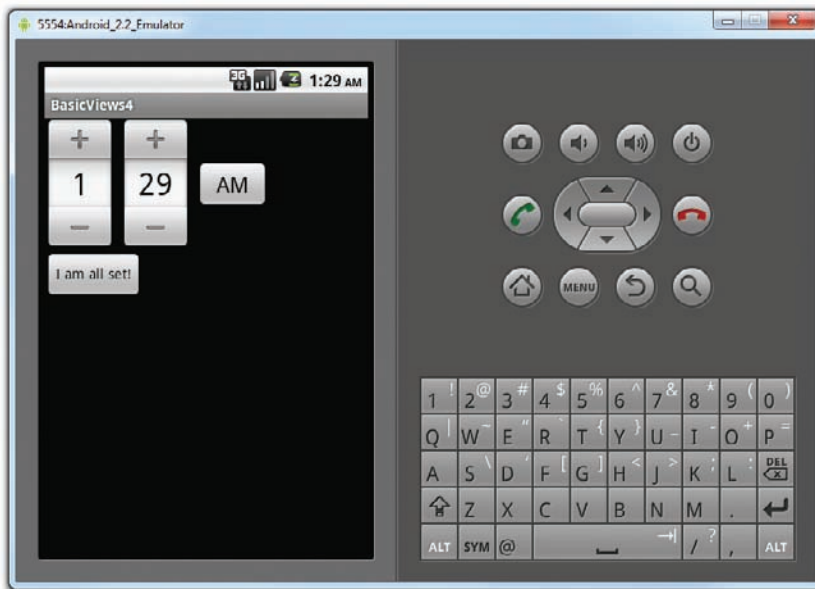 5554:Android_2.2_Emulator
3G 1:29 AM
BasicViews4
+ +
1 29 AM
− −
I am all set!
MENU
1 ! 2 @ 3 # 4 $ 5 % 6 ^ 7 & 8 * 9 ( 0 )
Q | W ~ E " R ` T { Y } U _ I - O + P =
A S \ D ' F [ G ] H < J > K ; L : DEL
Z X C V B N M .
ALT SYM @ / ? , ALT